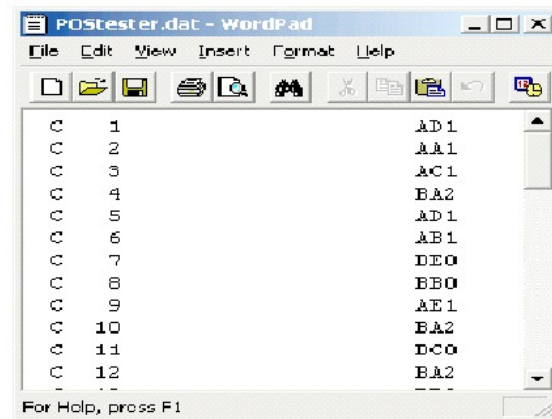 POStester.dat - WordPad
File Edit View Insert Format Help
C 1 AD1
C 2 AA1
C 3 AC1
C 4 BA2
C 5 AD1
C 6 AB1
C 7 DE0
C 8 BB0
C 9 AE1
C 10 BA2
C 11 DC0
C 12 BA2
For Help, press F1